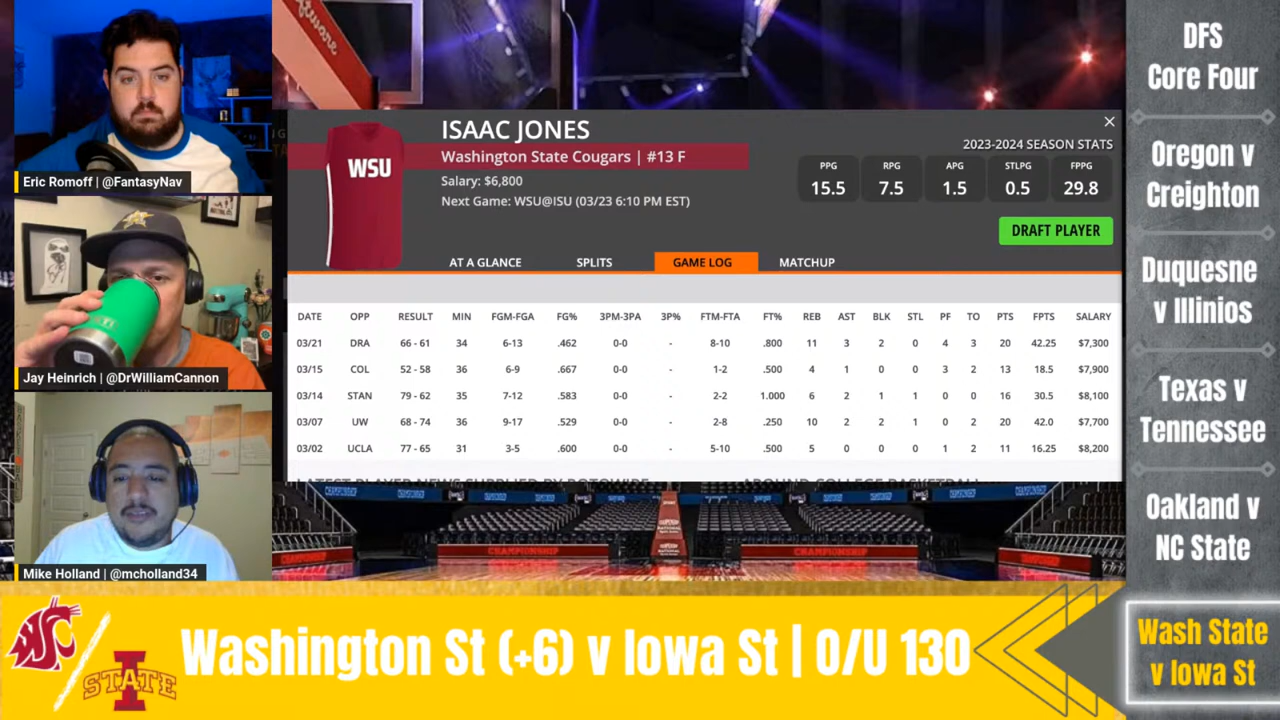 Eric Romoff | @FantasyNav
Jay Heinrich | @DrWilliamCannon
Mike Holland | @mcholland34
WSU
ISAAC JONES
Washington State Cougars | #13 F
Salary: $6,800
Next Game: WSU@ISU (03/23 6:10 PM EST)
2023-2024 SEASON STATS
PPG RPG APG STLPG FPPG
15.5 7.5 1.5 0.5 29.8
DRAFT PLAYER
AT A GLANCE SPLITS GAME LOG MATCHUP
DATE OPP RESULT MIN FGM-FGA FG% 3PM-3PA 3P% FTM-FTA FT% REB AST BLK STL PF TO PTS FPTS SALARY
03/21 DRA 66 - 61 34 6-13 .462 0-0 - 8-10 .800 11 3 2 0 4 3 20 42.25 $7,300
03/15 COL 52 - 58 36 6-9 .667 0-0 - 1-2 .500 4 1 0 0 3 2 13 18.5 $7,900
03/14 STAN 79 - 62 35 7-12 .583 0-0 - 2-2 1.000 6 2 1 1 0 0 16 30.5 $8,100
03/07 UW 68 - 74 36 9-17 .529 0-0 - 2-8 .250 10 2 2 1 0 2 20 42.0 $7,700
03/02 UCLA 77 - 65 31 3-5 .600 0-0 - 5-10 .500 5 0 0 0 1 2 11 16.25 $8,200
LATEST PLAYER NEWS SUPPLIED BY ROTOWIRE AROUND COLLEGE BASKETBALL
CHAMPIONSHIP
CHAMPIONSHIP
DFS
Core Four
Oregon v
Creighton
Duquesne
v Illinios
Texas v
Tennessee
Oakland v
NC State
Wash State
v Iowa St
STATE
Washington St (+6) v Iowa St | O/U 130